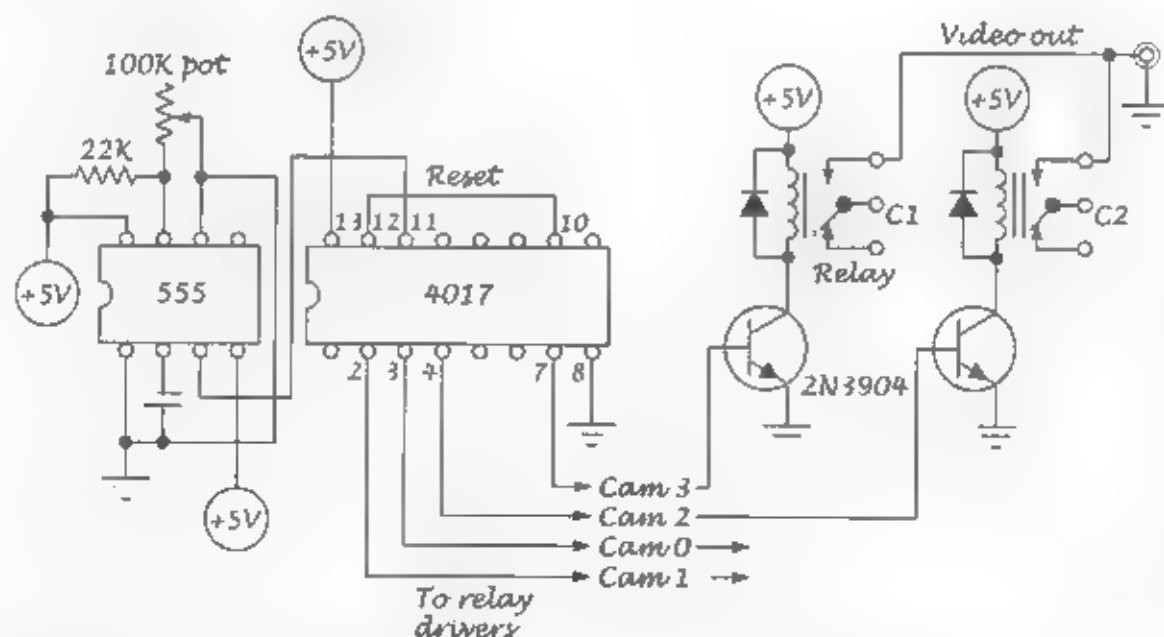 +5V
Video out
100K pot
+5V
+5V
22K
Reset
13 12 11
10
C1
C2
+5V
555
4017
Relay
2 3 4 7 8
2N3904
Cam 3
+5V
Cam 2
Cam 0
Cam 1
To relay
drivers